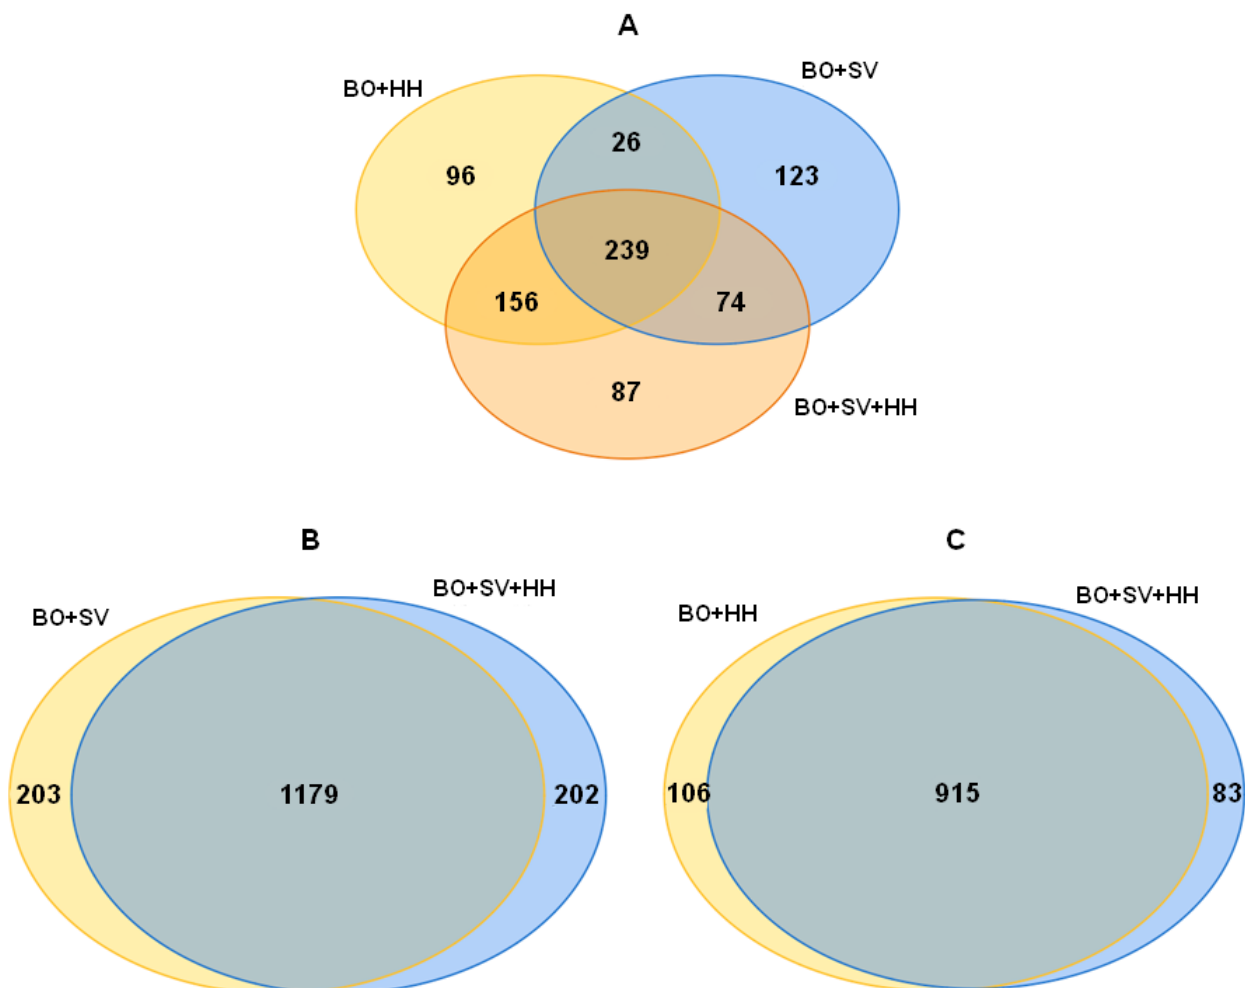 A
BO+HH
BO+SV
26
96
123
239
156
74
87
BO+SV+HH
B
C
BO+SV
BO+SV+HH
BO+HH
BO+SV+HH
203
1179
202
106
915
83